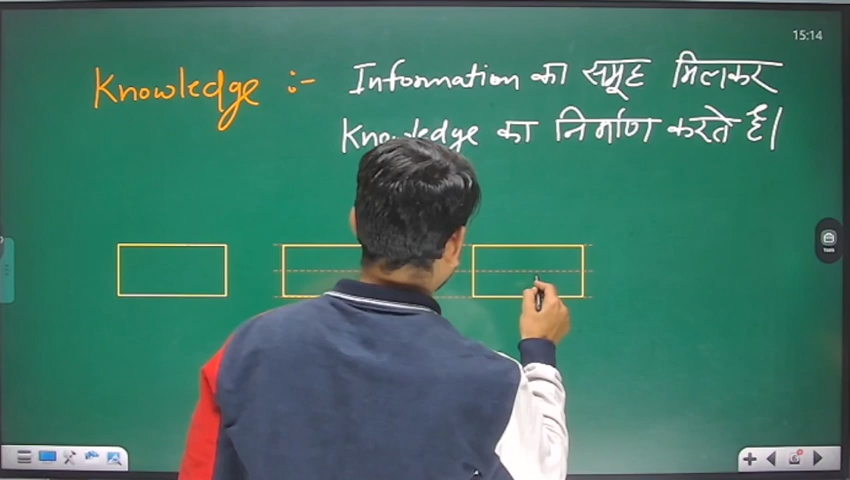 15:14
Knowledge :- Information का समूह मिलकर
Knowledge का निर्माण करते है।